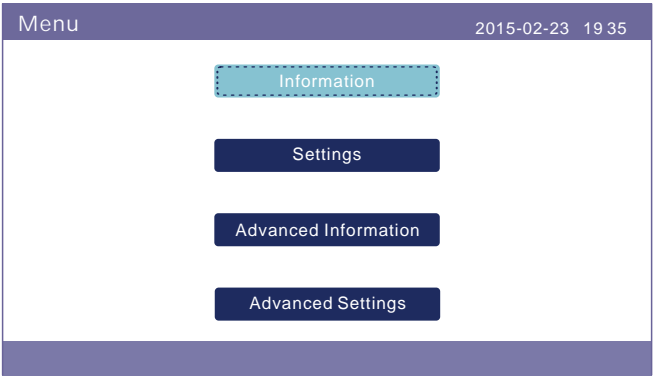 Menu
2015-02-23 19 35
Information
Settings
Advanced Information
Advanced Settings